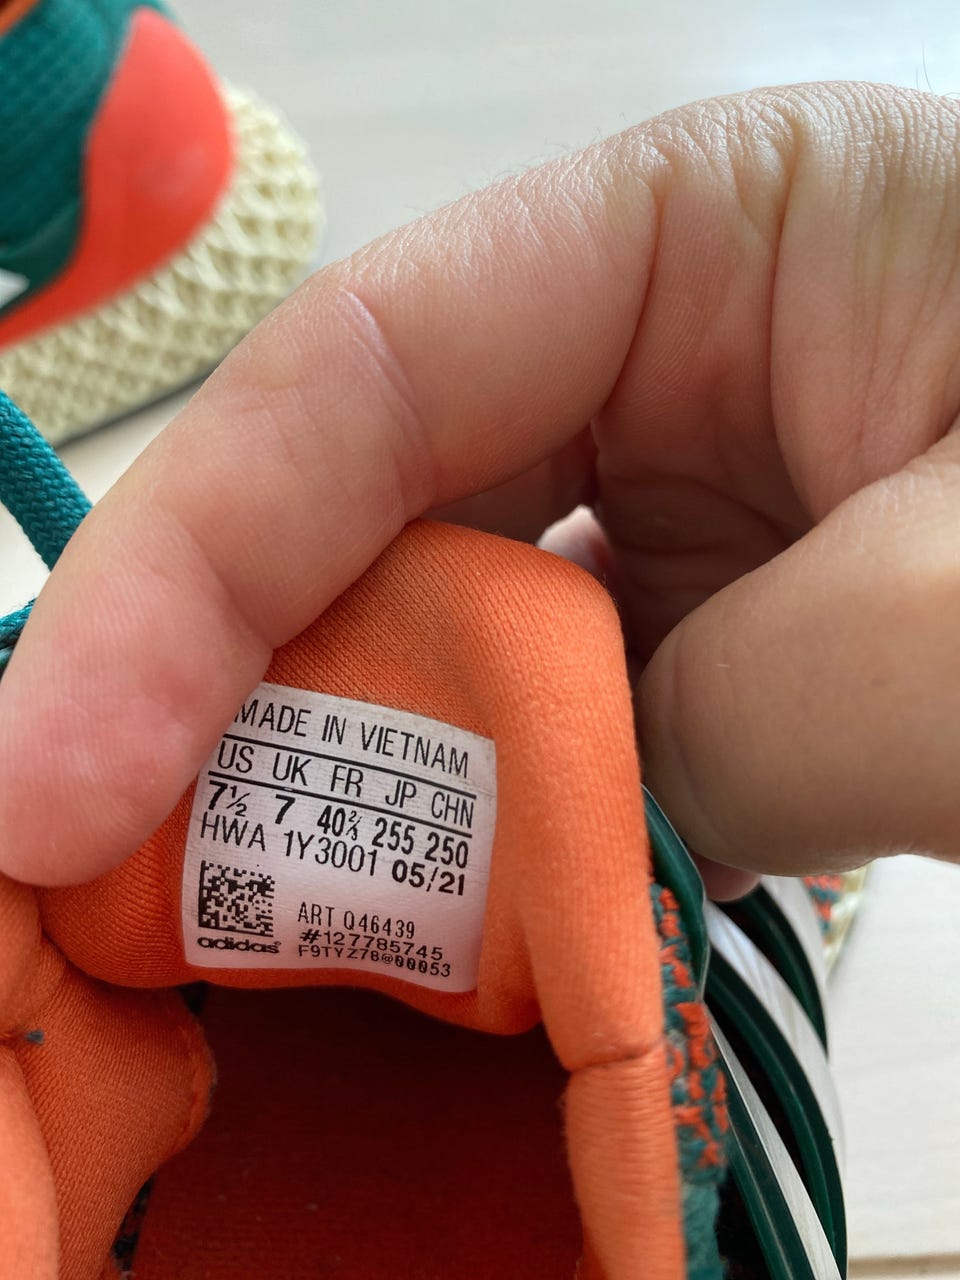 MADE IN VIETNAM
US UK FR JP CHN
7½ 7 40⅔ 255 250
HWA 1Y3001 05/21
ART Q46439
#127785745
F9TYZ78@00053
adidas